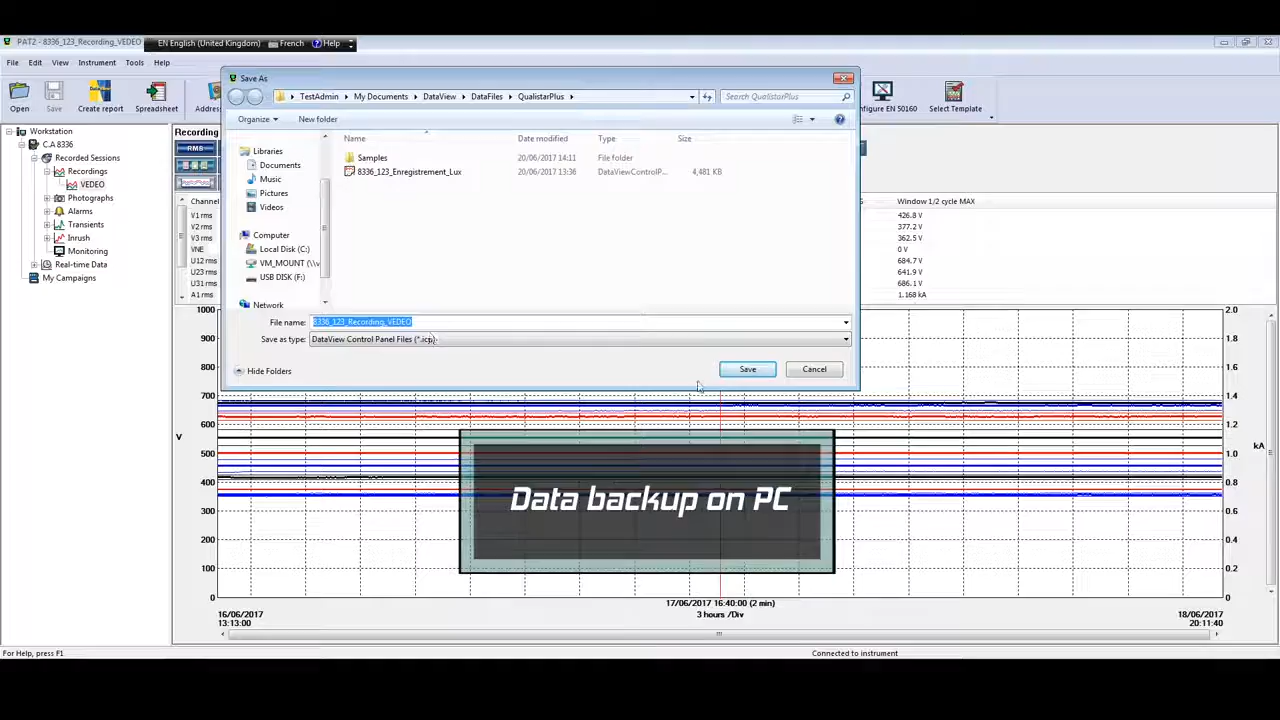 PAT2 - 8336_123_Recording_VEDEO
EN English (United Kingdom) French Help
File Edit View Instrument Tools Help
Open Save Create report Spreadsheet
EN 50160 Select Template
Workstation
C.A 8336
Recorded Sessions
Recordings
VEDEO
Photographs
Alarms
Transients
Inrush
Monitoring
Real-time Data
My Campaigns
Recording
RMS
Channel
V1 rms
V2 rms
V3 rms
VNE
U12 rms
U23 rms
U31 rms
A1 rms
Save As
TestAdmin My Documents DataView DataFiles QualistarPlus
Search QualistarPlus
Organize New folder
Name Date modified Type Size
Samples 20/06/2017 14:11 File folder
8336_123_Enregistrement_Lux 20/06/2017 13:36 DataViewControlP... 4,481 KB
Libraries
Documents
Music
Pictures
Videos
Computer
Local Disk (C:)
VM_MOUNT (\\v
USB DISK (F:)
Network
File name: 8336_123_Recording_VEDEO
Save as type: DataView Control Panel Files (*.icp)
Hide Folders Save Cancel
Window 1/2 cycle MAX
426.8 V
377.2 V
362.5 V
0 V
684.7 V
641.9 V
686.1 V
1.168 kA
1000
900
800
700
600
500
400
300
200
100
0
V
2.0
1.8
1.6
1.4
1.2
1.0
0.8
0.6
0.4
0.2
0
kA
Data backup on PC
16/06/2017
13:13:00
17/06/2017 16:40:00 (2 min)
3 hours /Div
18/06/2017
20:11:40
For Help, press F1
Connected to instrument